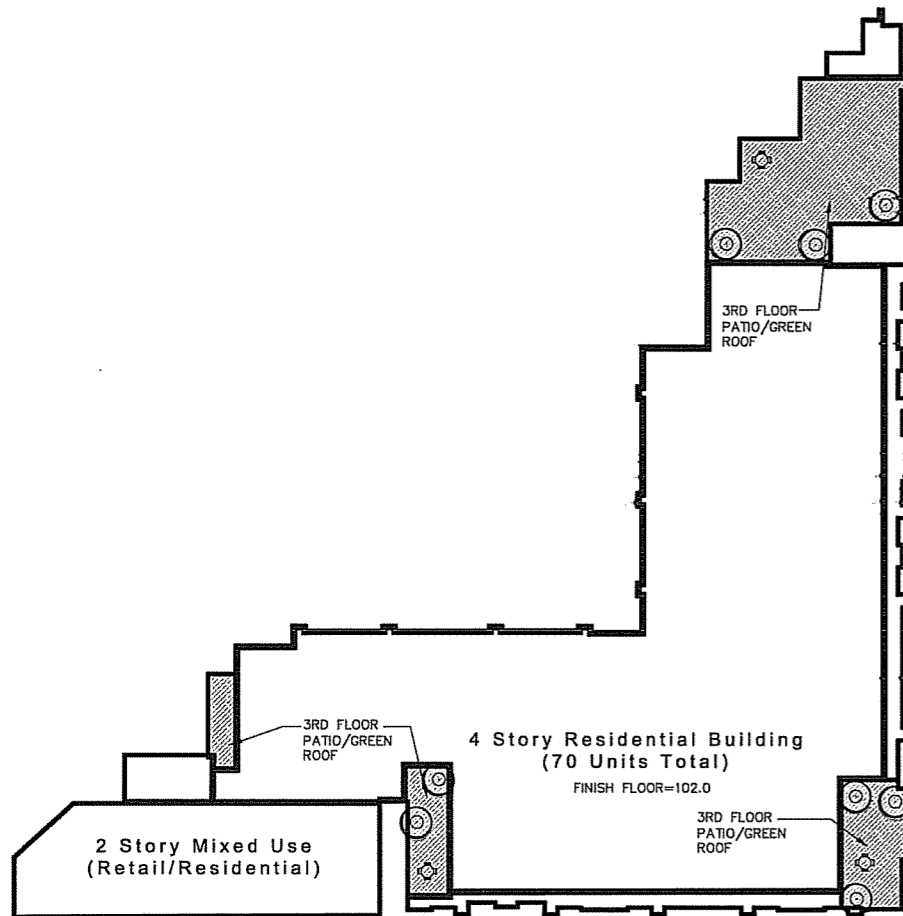 3RD FLOOR
PATIO/GREEN
ROOF
3RD FLOOR
PATIO/GREEN
ROOF
4 Story Residential Building
(70 Units Total)
FINISH FLOOR=102.0
3RD FLOOR
PATIO/GREEN
ROOF
2 Story Mixed Use
(Retail/Residential)